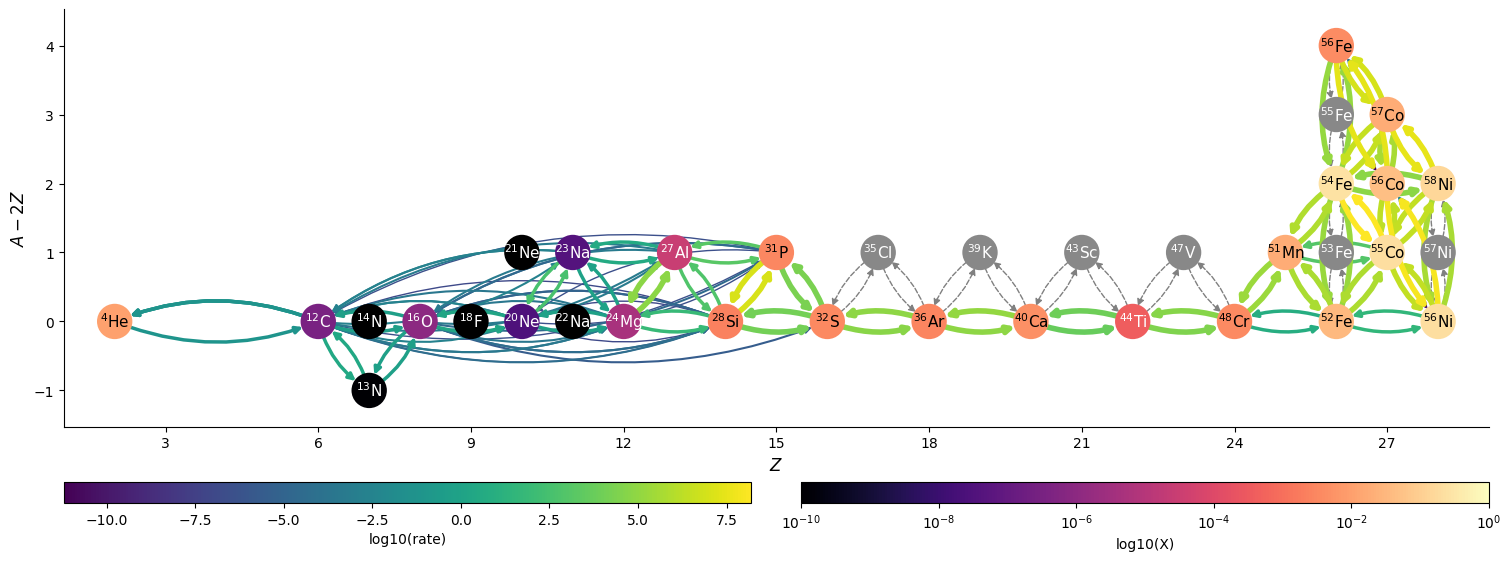 4
3
2
1
0
−1
A − 2Z
⁵⁶Fe
⁵⁵Fe ⁵⁷Co
⁵⁴Fe ⁵⁶Co ⁵⁸Ni
²¹Ne ²³Na ²⁷Al ³¹P ³⁵Cl ³⁹K ⁴³Sc ⁴⁷V ⁵¹Mn ⁵³Fe ⁵⁵Co ⁵⁷Ni
⁴He ¹²C ¹⁴N ¹⁶O ¹⁸F ²⁰Ne ²²Na ²⁴Mg ²⁸Si ³²S ³⁶Ar ⁴⁰Ca ⁴⁴Ti ⁴⁸Cr ⁵²Fe ⁵⁶Ni
¹³N
3 6 9 12 15 18 21 24 27
Z
−10.0 −7.5 −5.0 −2.5 0.0 2.5 5.0 7.5
log10(rate)
10⁻¹⁰ 10⁻⁸ 10⁻⁶ 10⁻⁴ 10⁻² 10⁰
log10(X)